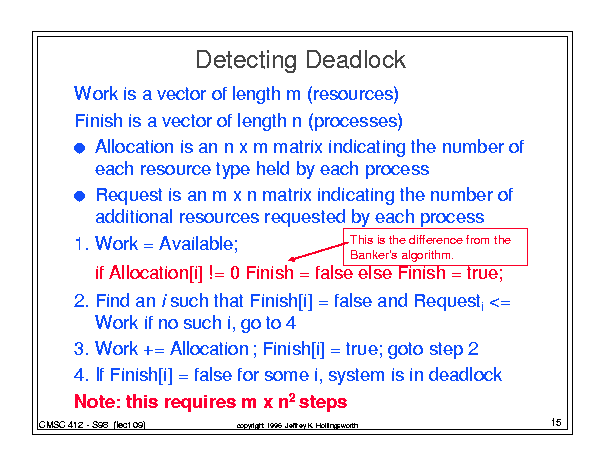 Detecting Deadlock
Work is a vector of length m (resources)
Finish is a vector of length n (processes)
● Allocation is an n x m matrix indicating the number of
each resource type held by each process
● Request is an m x n matrix indicating the number of
additional resources requested by each process
1. Work = Available;
This is the difference from the
Banker's algorithm.
if Allocation[i] != 0 Finish = false else Finish = true;
2. Find an i such that Finish[i] = false and Requestᵢ <=
Work if no such i, go to 4
3. Work += Allocation ; Finish[i] = true; goto step 2
4. If Finish[i] = false for some i, system is in deadlock
Note: this requires m x n² steps
CMSC 412 - S98 (lect 09)
copyright 1996 Jeffrey K. Hollingsworth
15